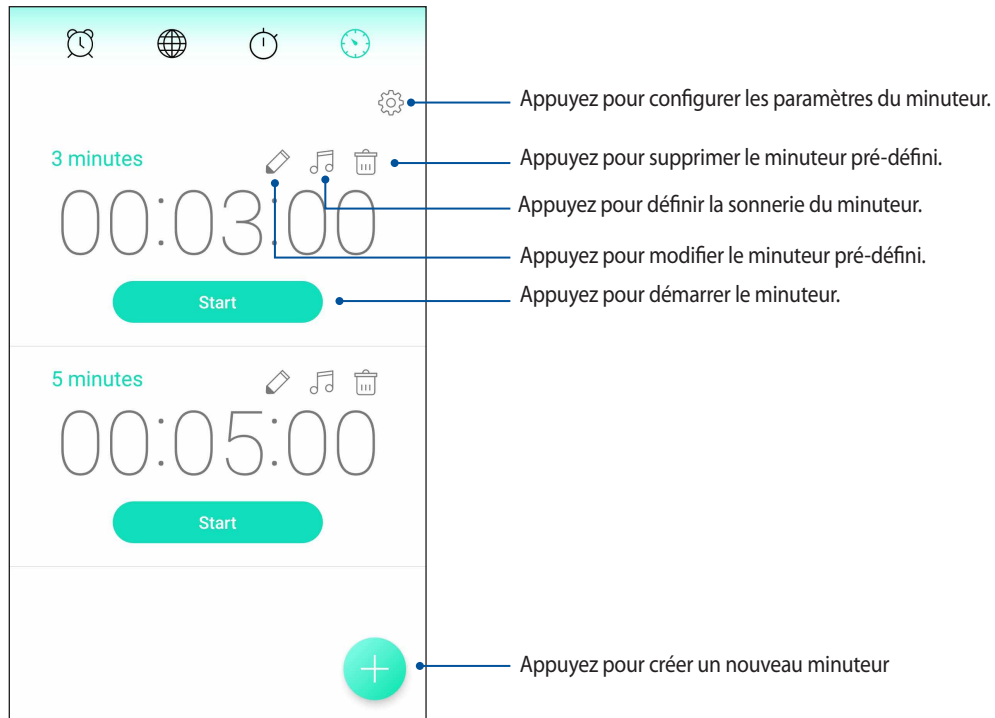 Appuyez pour configurer les paramètres du minuteur.
3 minutes
Appuyez pour supprimer le minuteur pré-défini.
00:03:00
Appuyez pour définir la sonnerie du minuteur.
Appuyez pour modifier le minuteur pré-défini.
Start
Appuyez pour démarrer le minuteur.
5 minutes
00:05:00
Start
Appuyez pour créer un nouveau minuteur